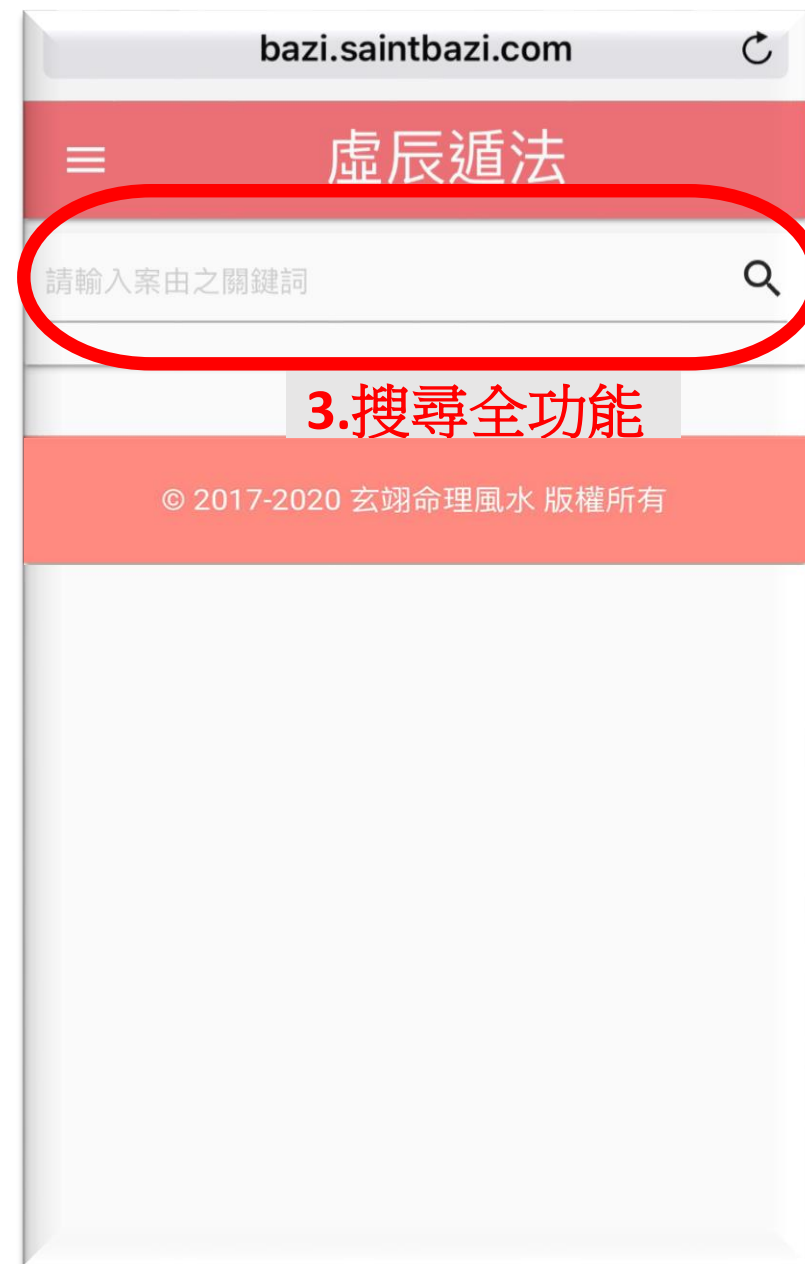 bazi.saintbazi.com
虛辰遁法
請輸入案由之關鍵詞
3.搜尋全功能
© 2017-2020 玄翊命理風水 版權所有